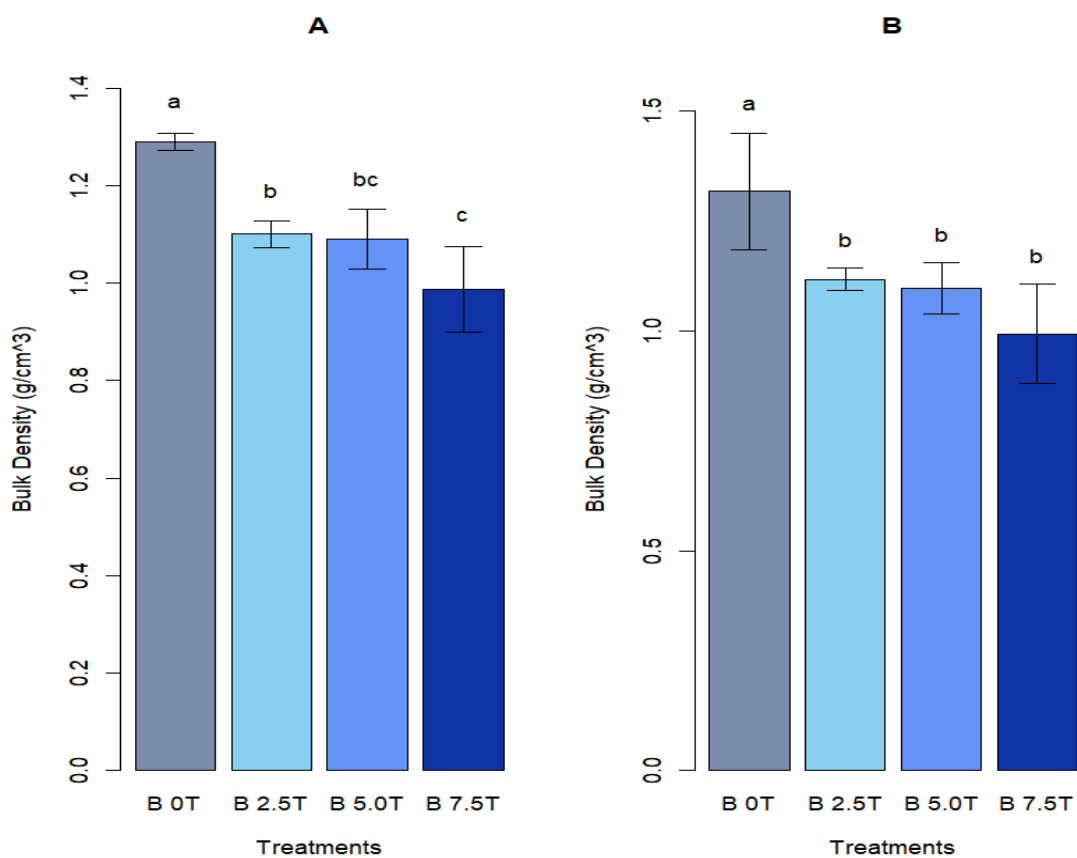 A
Bulk Density (g/cm^3)
1.4
1.2
1.0
0.8
0.6
0.4
0.2
0.0
a
b
bc
c
B 0T B 2.5T B 5.0T B 7.5T
Treatments
B
Bulk Density (g/cm^3)
1.5
1.0
0.5
0.0
a
b
b
b
B 0T B 2.5T B 5.0T B 7.5T
Treatments